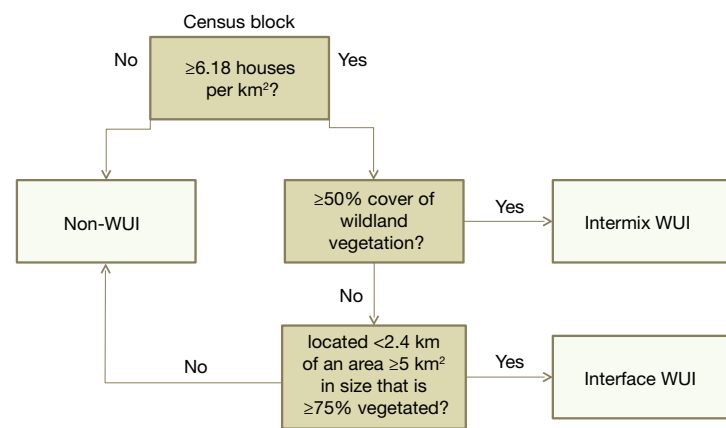 Census block
No
≥6.18 houses
per km²?
Yes
Non-WUI
≥50% cover of
wildland
vegetation?
Yes
Intermix WUI
No
No
located <2.4 km
of an area ≥5 km²
in size that is
≥75% vegetated?
Yes
Interface WUI